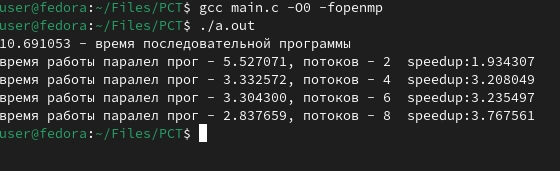 user@fedora:~/Files/PCT$ gcc main.c -O0 -fopenmp
user@fedora:~/Files/PCT$ ./a.out
10.691053 - время последовательной программы
время работы паралел прог - 5.527071, потоков - 2  speedup:1.934307
время работы паралел прог - 3.332572, потоков - 4  speedup:3.208049
время работы паралел прог - 3.304300, потоков - 6  speedup:3.235497
время работы паралел прог - 2.837659, потоков - 8  speedup:3.767561
user@fedora:~/Files/PCT$